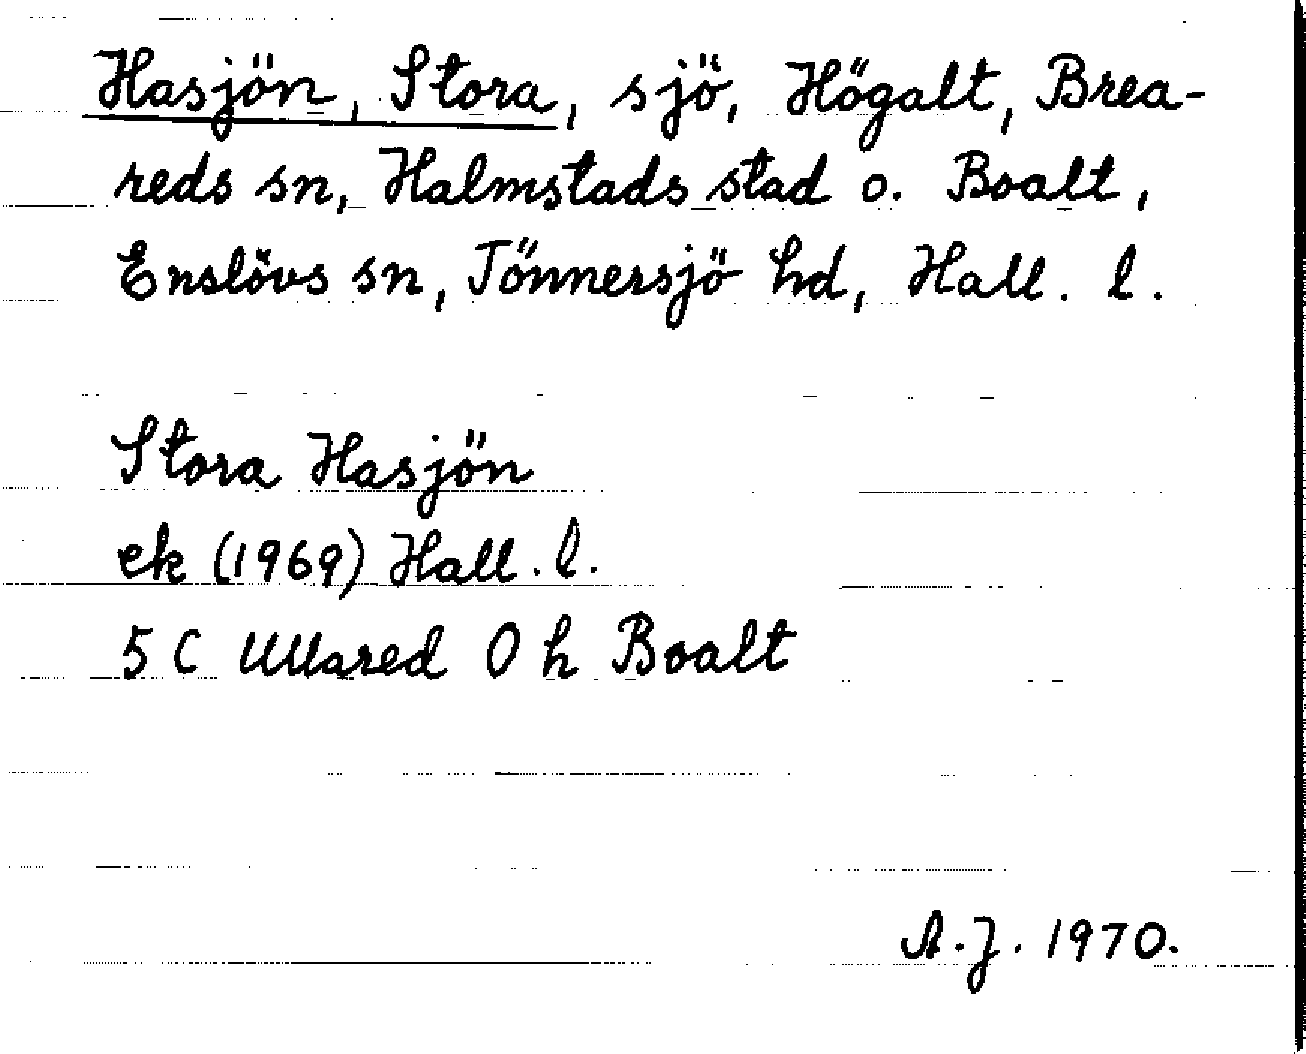 Hasjön, Stora, sjö, Högalt, Brea-
reds sn, Halmstads stad o. Boalt,
Enslövs sn, Tönnersjö hd, Hall. l.
Stora Hasjön
ek (1969) Hall. l.
5 C Ullared 0 h Boalt
A.J. 1970.